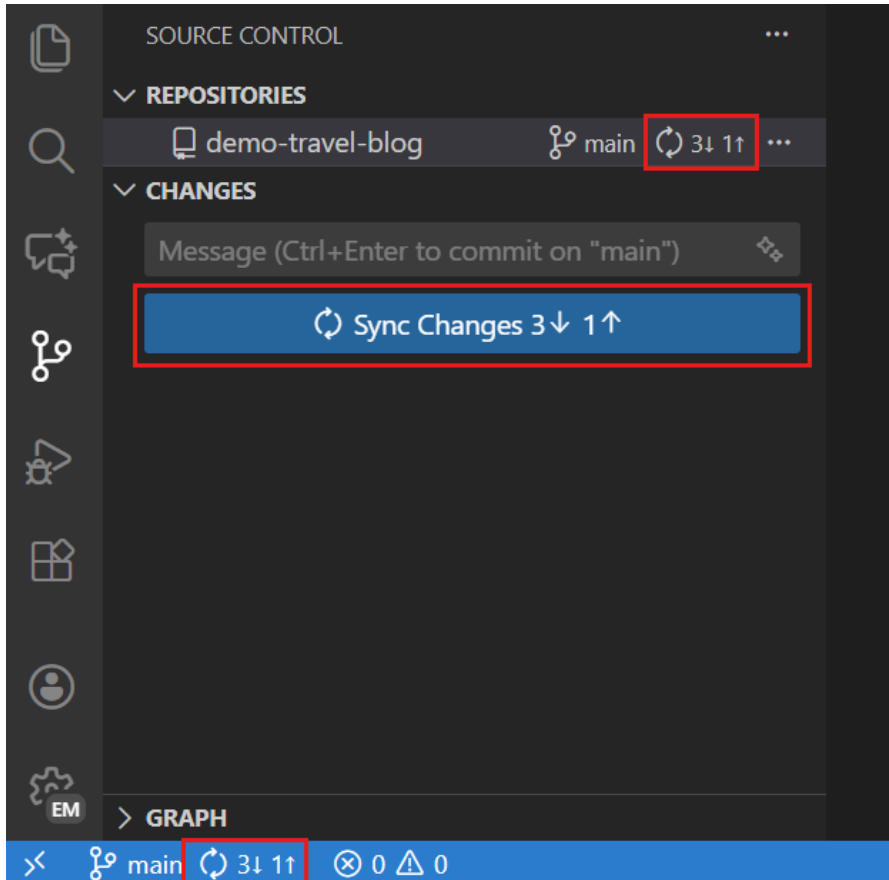 SOURCE CONTROL
REPOSITORIES
demo-travel-blog main 3↓ 1↑
CHANGES
Message (Ctrl+Enter to commit on "main")
Sync Changes 3↓ 1↑
EM
GRAPH
main 3↓ 1↑ 0 0